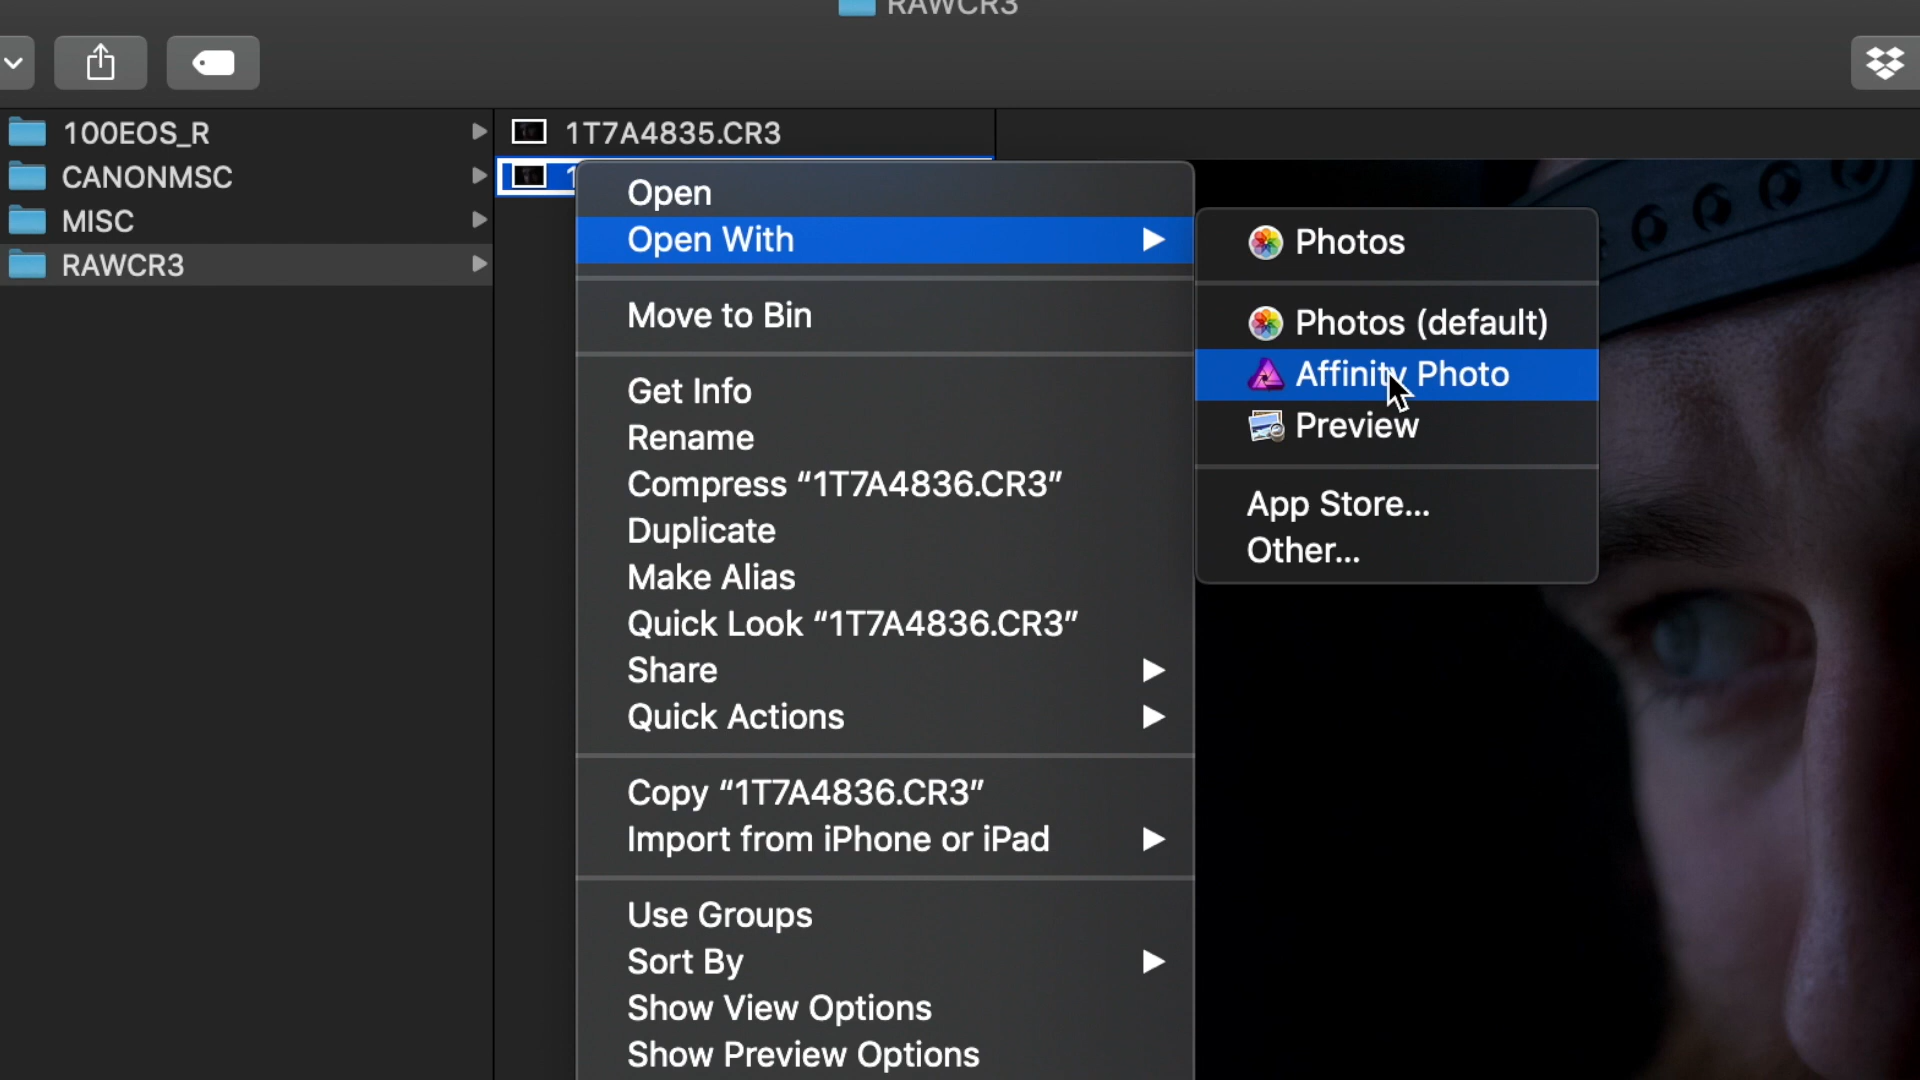 RAWCR3
100EOS_R
CANONMSC
MISC
RAWCR3
1T7A4835.CR3
1
Open
Open With
Move to Bin
Get Info
Rename
Compress “1T7A4836.CR3”
Duplicate
Make Alias
Quick Look “1T7A4836.CR3”
Share
Quick Actions
Copy “1T7A4836.CR3”
Import from iPhone or iPad
Use Groups
Sort By
Show View Options
Show Preview Options
Photos
Photos (default)
Affinity Photo
Preview
App Store...
Other...